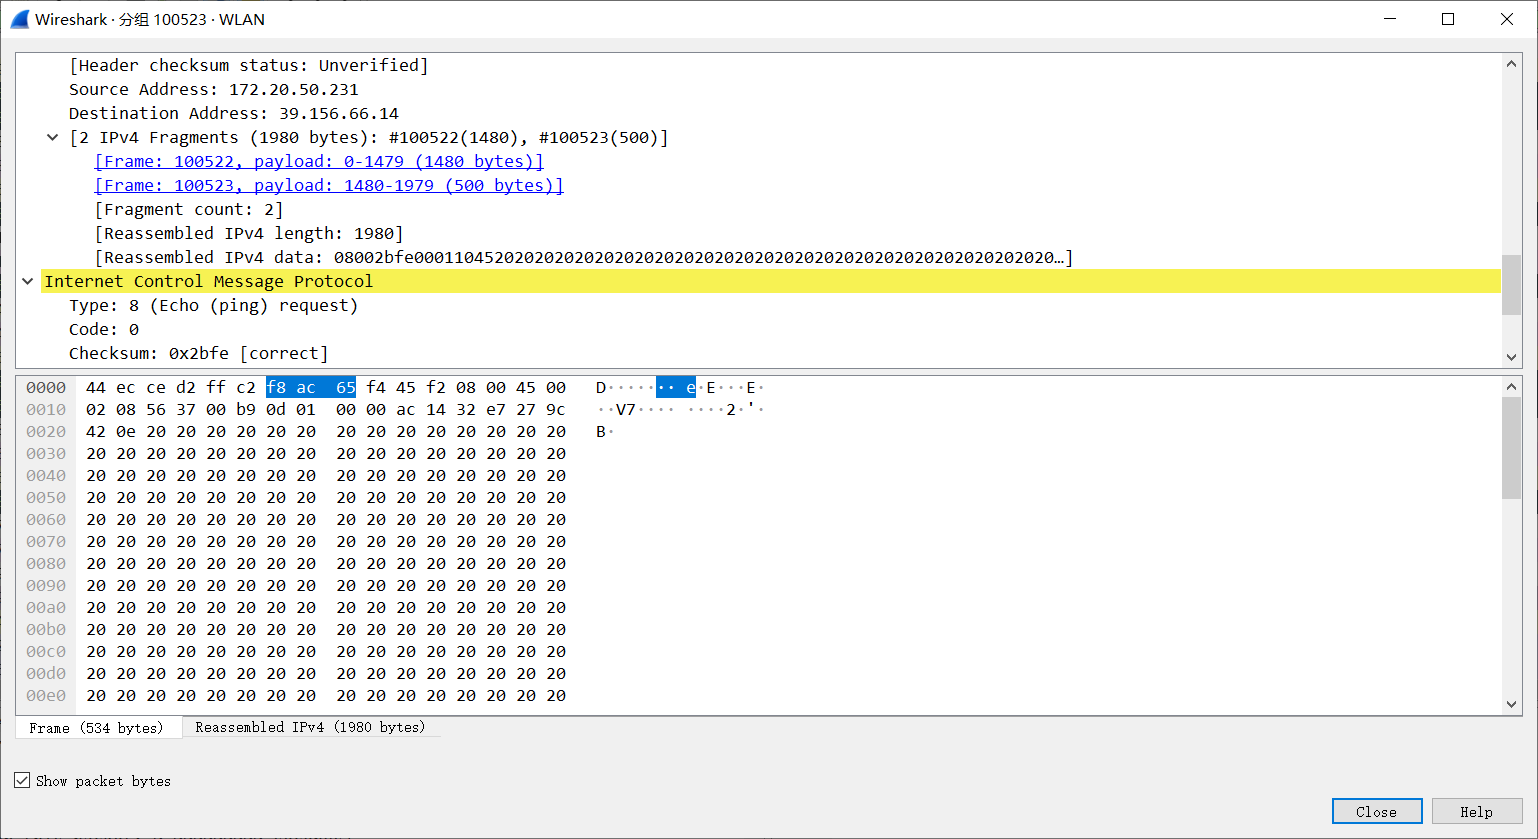 Wireshark · 分组 100523 · WLAN
[Header checksum status: Unverified]
Source Address: 172.20.50.231
Destination Address: 39.156.66.14
[2 IPv4 Fragments (1980 bytes): #100522(1480), #100523(500)]
[Frame: 100522, payload: 0-1479 (1480 bytes)]
[Frame: 100523, payload: 1480-1979 (500 bytes)]
[Fragment count: 2]
[Reassembled IPv4 length: 1980]
[Reassembled IPv4 data: 08002bfe000110452020202020202020202020202020202020202020202020202020202020…]
Internet Control Message Protocol
Type: 8 (Echo (ping) request)
Code: 0
Checksum: 0x2bfe [correct]
0000 44 ec ce d2 ff c2 f8 ac 65 f4 45 f2 08 00 45 00 D·······e·E···E·
0010 02 08 56 37 00 b9 0d 01 00 00 ac 14 32 e7 27 9c ··V7···· ····2·'·
0020 42 0e 20 20 20 20 20 20 20 20 20 20 20 20 20 20 B·
0030 20 20 20 20 20 20 20 20 20 20 20 20 20 20 20 20
0040 20 20 20 20 20 20 20 20 20 20 20 20 20 20 20 20
0050 20 20 20 20 20 20 20 20 20 20 20 20 20 20 20 20
0060 20 20 20 20 20 20 20 20 20 20 20 20 20 20 20 20
0070 20 20 20 20 20 20 20 20 20 20 20 20 20 20 20 20
0080 20 20 20 20 20 20 20 20 20 20 20 20 20 20 20 20
0090 20 20 20 20 20 20 20 20 20 20 20 20 20 20 20 20
00a0 20 20 20 20 20 20 20 20 20 20 20 20 20 20 20 20
00b0 20 20 20 20 20 20 20 20 20 20 20 20 20 20 20 20
00c0 20 20 20 20 20 20 20 20 20 20 20 20 20 20 20 20
00d0 20 20 20 20 20 20 20 20 20 20 20 20 20 20 20 20
00e0 20 20 20 20 20 20 20 20 20 20 20 20 20 20 20 20
Frame (534 bytes) Reassembled IPv4 (1980 bytes)
Show packet bytes
Close Help